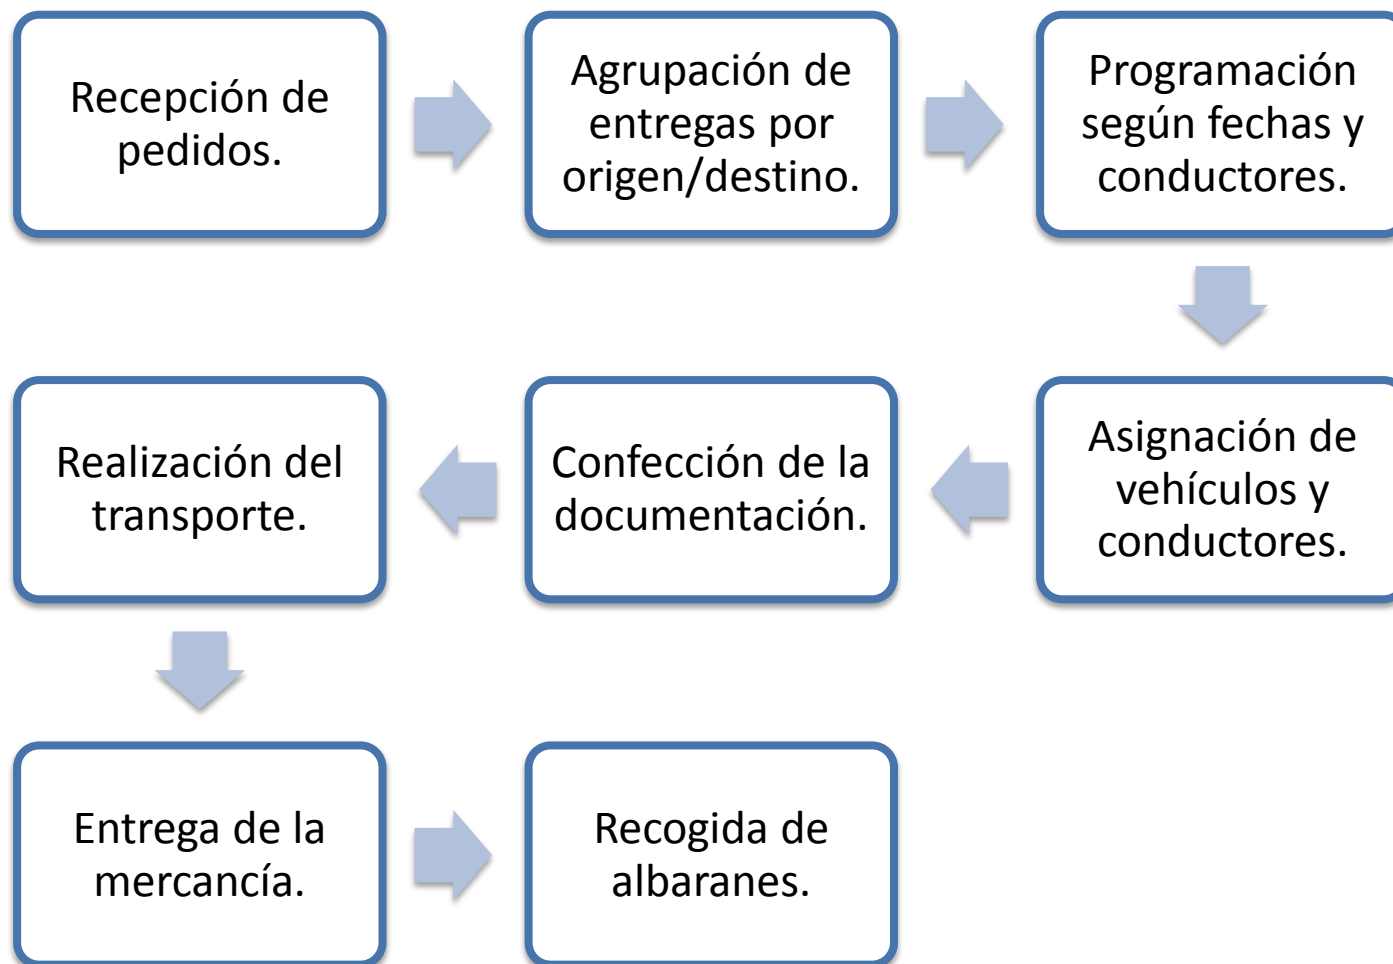 Recepción de
pedidos.
Agrupación de
entregas por
origen/destino.
Programación
según fechas y
conductores.
Asignación de
vehículos y
conductores.
Confección de la
documentación.
Realización del
transporte.
Entrega de la
mercancía.
Recogida de
albaranes.